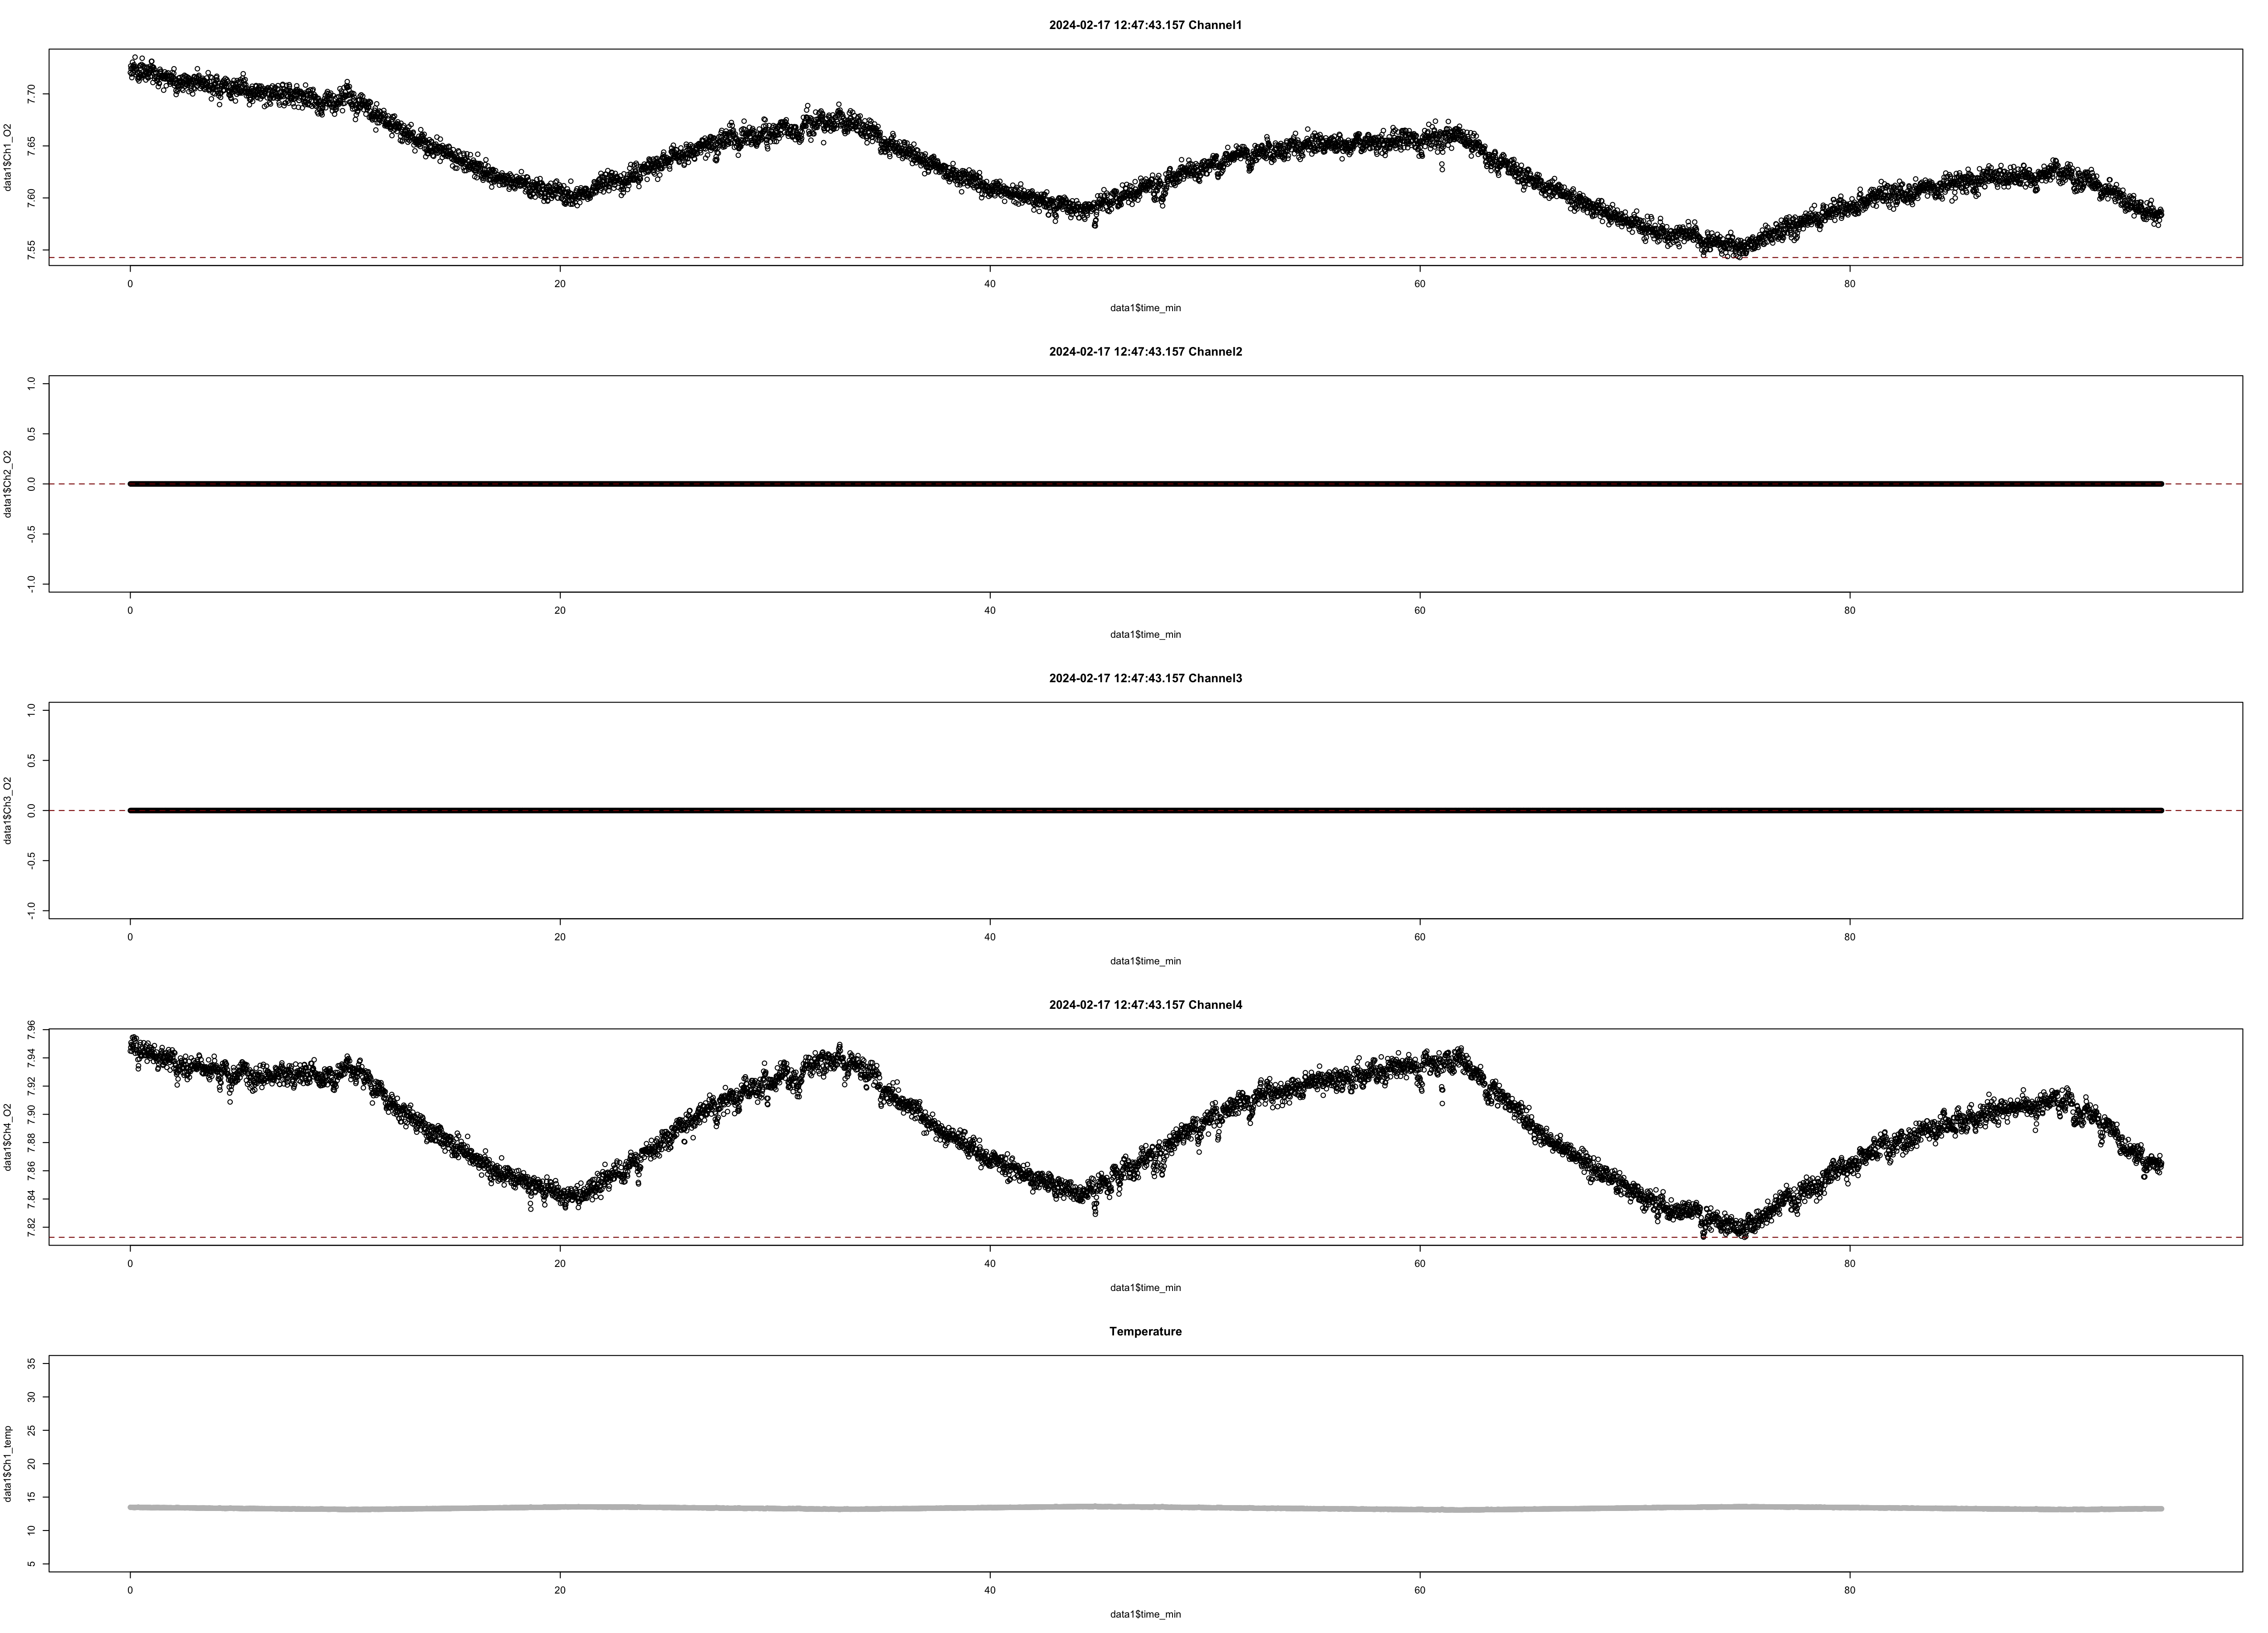 2024-02-17 12:47:43.157 Channel1
data1$Ch1_O2
7.70
7.65
7.60
7.55
0 20 40 60 80
data1$time_min
2024-02-17 12:47:43.157 Channel2
data1$Ch2_O2
1.0
0.5
0.0
-0.5
-1.0
0 20 40 60 80
data1$time_min
2024-02-17 12:47:43.157 Channel3
data1$Ch3_O2
1.0
0.5
0.0
-0.5
-1.0
0 20 40 60 80
data1$time_min
2024-02-17 12:47:43.157 Channel4
data1$Ch4_O2
7.96
7.94
7.92
7.90
7.88
7.86
7.84
7.82
0 20 40 60 80
data1$time_min
Temperature
data1$Ch1_temp
35
30
25
20
15
10
5
0 20 40 60 80
data1$time_min